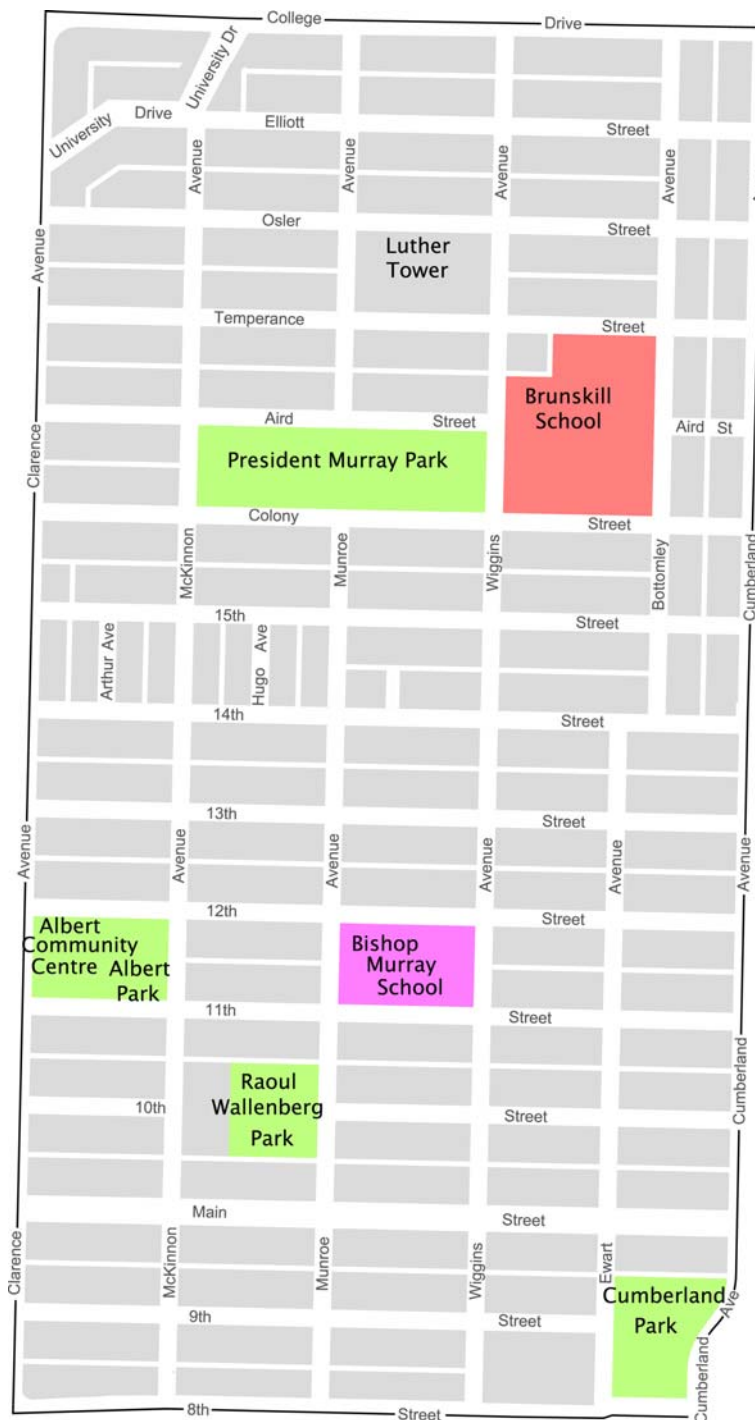 College Drive
University Dr
University Drive
Elliott Street
Avenue
Avenue
Avenue
Avenue
Osler Street
Avenue
Luther
Tower
Temperance Street
Brunskill
School
Aird Street
Aird St
Clarence
President Murray Park
Colony Street
McKinnon
Munroe
Wiggins
Bottomley
Cumberland
15th Street
Arthur Ave
Hugo Ave
14th Street
13th Street
Avenue
Avenue
Avenue
Avenue
Avenue
Avenue
12th Street
Albert
Community
Centre
Albert
Park
Bishop
Murray
School
11th Street
Cumberland
Raoul
Wallenberg
Park
10th Street
Main Street
Clarence
McKinnon
Munroe
Wiggins
Ewart
Cumberland
Park
9th Street
Cumberland Ave
8th Street